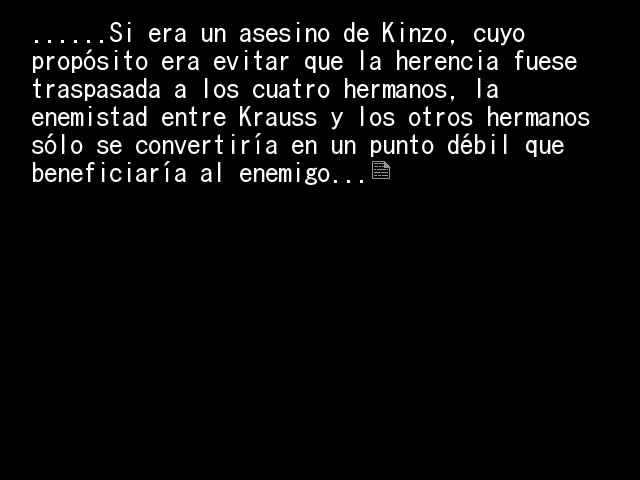 ......Si era un asesino de Kinzo, cuyo
propósito era evitar que la herencia fuese
traspasada a los cuatro hermanos, la
enemistad entre Krauss y los otros hermanos
sólo se convertiría en un punto débil que
beneficiaría al enemigo...